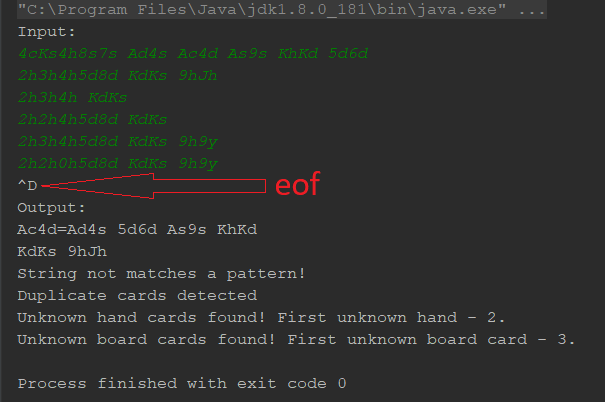 "C:\Program Files\Java\jdk1.8.0_181\bin\java.exe" ...
Input:
4cKs4h8s7s Ad4s Ac4d As9s KhKd 5d6d
2h3h4h5d8d KdKs 9hJh
2h3h4h KdKs
2h2h4h5d8d KdKs
2h3h4h5d8d KdKs 9h9y
2h2h0h5d8d KdKs 9h9y
^D eof
Output:
Ac4d=Ad4s 5d6d As9s KhKd
KdKs 9hJh
String not matches a pattern!
Duplicate cards detected
Unknown hand cards found! First unknown hand - 2.
Unknown board cards found! First unknown board card - 3.
Process finished with exit code 0